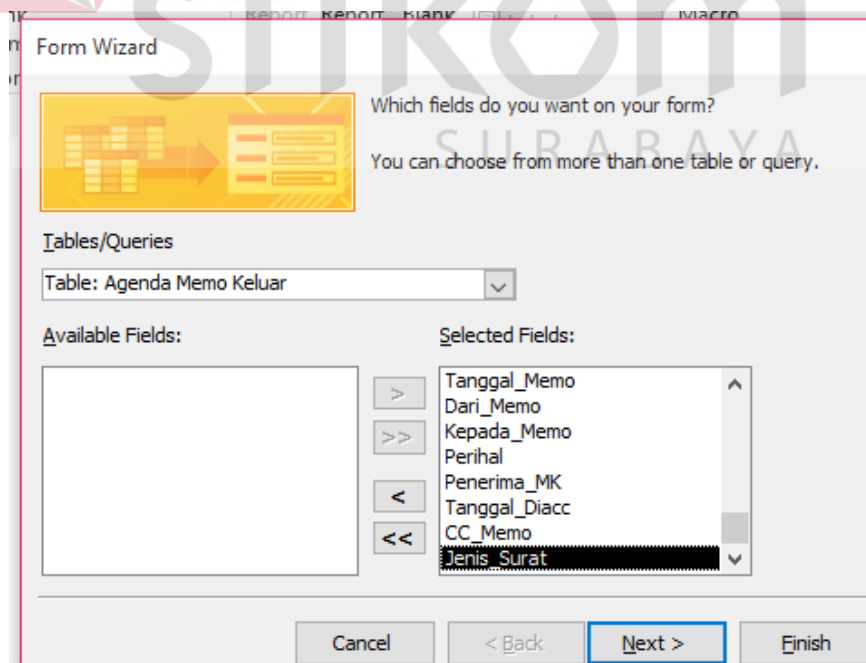 Report Report Blank Macro
stikom
SURABAYA
Form Wizard
Which fields do you want on your form?
You can choose from more than one table or query.
Tables/Queries
Table: Agenda Memo Keluar
Available Fields:
Selected Fields:
Tanggal_Memo
Dari_Memo
Kepada_Memo
Perihal
Penerima_MK
Tanggal_Diacc
CC_Memo
Jenis_Surat
>
>>
<
<<
Cancel
< Back
Next >
Finish